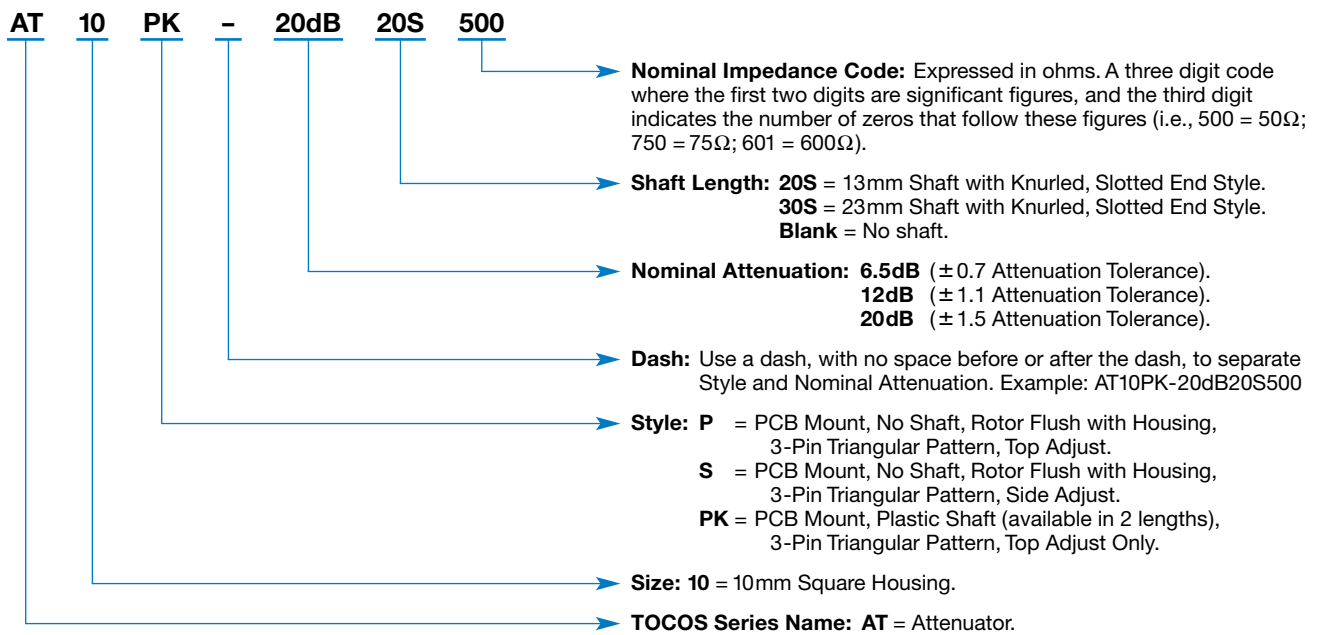 AT 10 PK – 20dB 20S 500
Nominal Impedance Code: Expressed in ohms. A three digit code
where the first two digits are significant figures, and the third digit
indicates the number of zeros that follow these figures (i.e., 500 = 50Ω;
750 = 75Ω; 601 = 600Ω).
Shaft Length: 20S = 13mm Shaft with Knurled, Slotted End Style.
30S = 23mm Shaft with Knurled, Slotted End Style.
Blank = No shaft.
Nominal Attenuation: 6.5dB (±0.7 Attenuation Tolerance).
12dB (±1.1 Attenuation Tolerance).
20dB (±1.5 Attenuation Tolerance).
Dash: Use a dash, with no space before or after the dash, to separate
Style and Nominal Attenuation. Example: AT10PK-20dB20S500
Style: P = PCB Mount, No Shaft, Rotor Flush with Housing,
3-Pin Triangular Pattern, Top Adjust.
S = PCB Mount, No Shaft, Rotor Flush with Housing,
3-Pin Triangular Pattern, Side Adjust.
PK = PCB Mount, Plastic Shaft (available in 2 lengths),
3-Pin Triangular Pattern, Top Adjust Only.
Size: 10 = 10mm Square Housing.
TOCOS Series Name: AT = Attenuator.